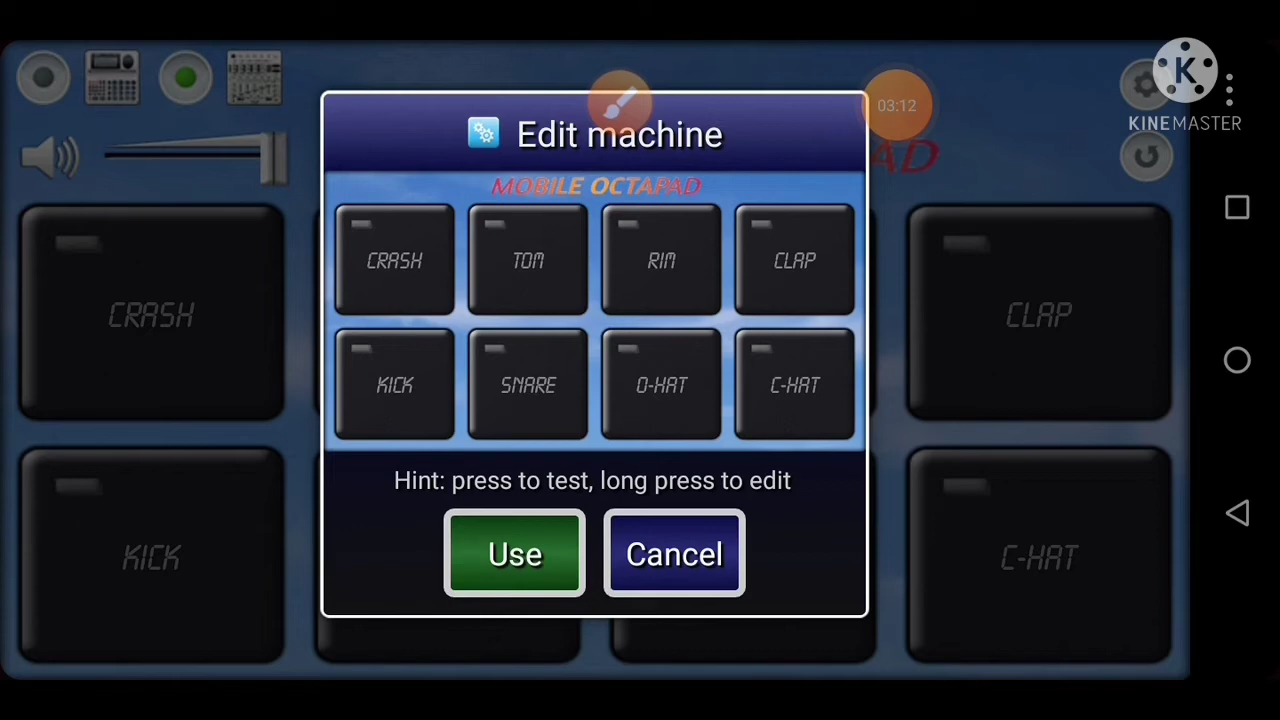 03:12
KINEMASTER
Edit machine
AD
MOBILE OCTAPAD
CRASH TOM RIM CLAP
KICK SNARE O-HAT C-HAT
CRASH
CLAP
KICK
C-HAT
Hint: press to test, long press to edit
Use
Cancel